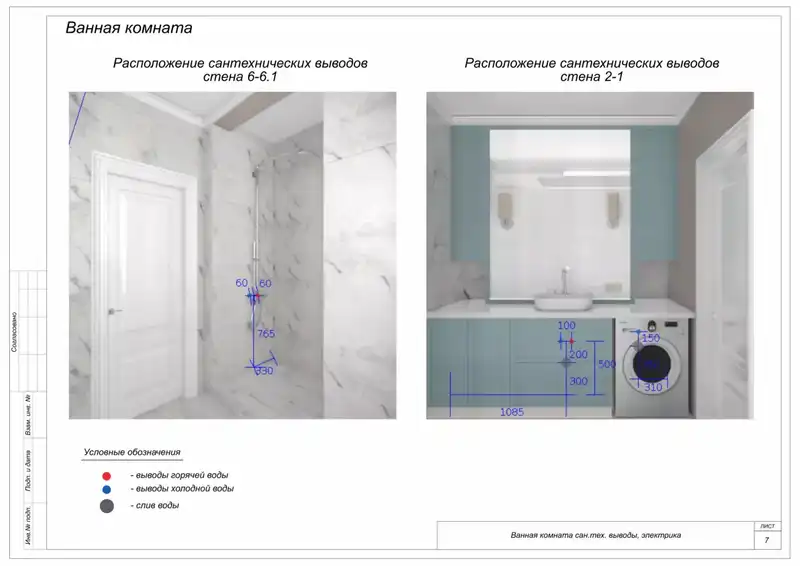 Ванная комната
Расположение сантехнических выводов
стена 6-6.1
Расположение сантехнических выводов
стена 2-1
60 60
765
330
100
200
500
300
1085
150
310
Условные обозначения
- выводы горячей воды
- выводы холодной воды
- слив воды
Согласовано
Взам. инв. №
Подп. и дата
Инв.№ подп.
Ванная комната сан.тех. выводы, электрика
ЛИСТ
7